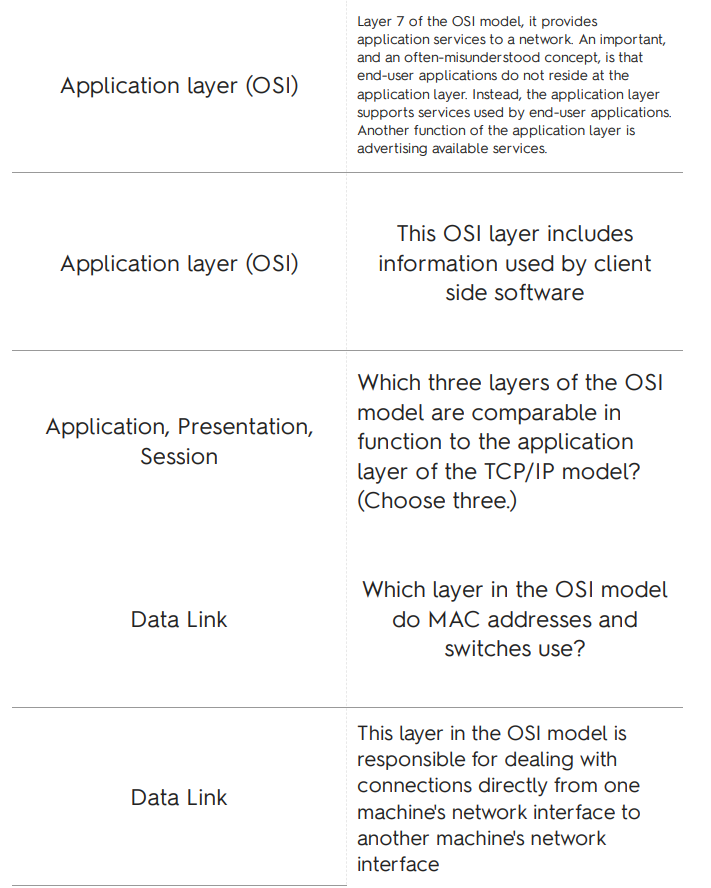 Application layer (OSI)
Layer 7 of the OSI model, it provides
application services to a network. An important,
and an often-misunderstood concept, is that
end-user applications do not reside at the
application layer. Instead, the application layer
supports services used by end-user applications.
Another function of the application layer is
advertising available services.
Application layer (OSI)
This OSI layer includes
information used by client
side software
Application, Presentation,
Session
Which three layers of the OSI
model are comparable in
function to the application
layer of the TCP/IP model?
(Choose three.)
Data Link
Which layer in the OSI model
do MAC addresses and
switches use?
Data Link
This layer in the OSI model is
responsible for dealing with
connections directly from one
machine's network interface to
another machine's network
interface